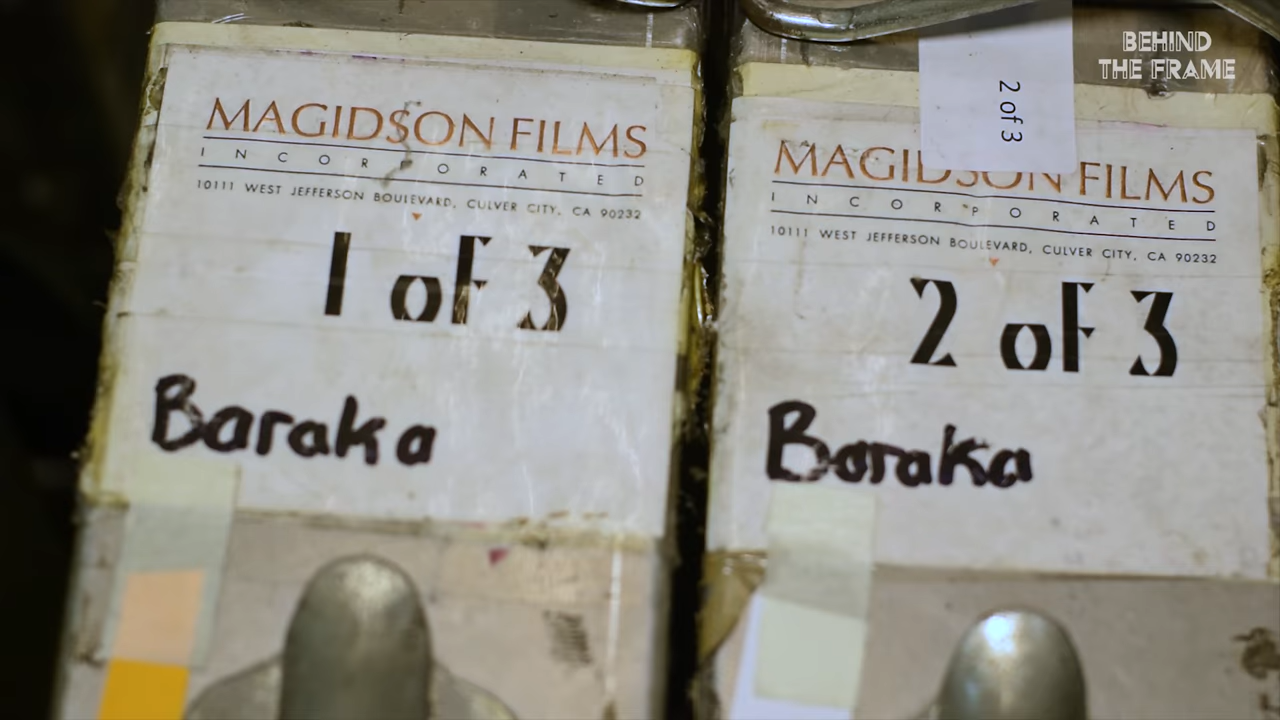 BEHIND
THE FRAME
MAGIDSON FILMS
INCORPORATED
10111 WEST JEFFERSON BOULEVARD, CULVER CITY, CA 90232
1 of 3
Baraka
2 of 3
MAGIDSON FILMS
INCORPORATED
10111 WEST JEFFERSON BOULEVARD, CULVER CITY, CA 90232
2 of 3
Baraka